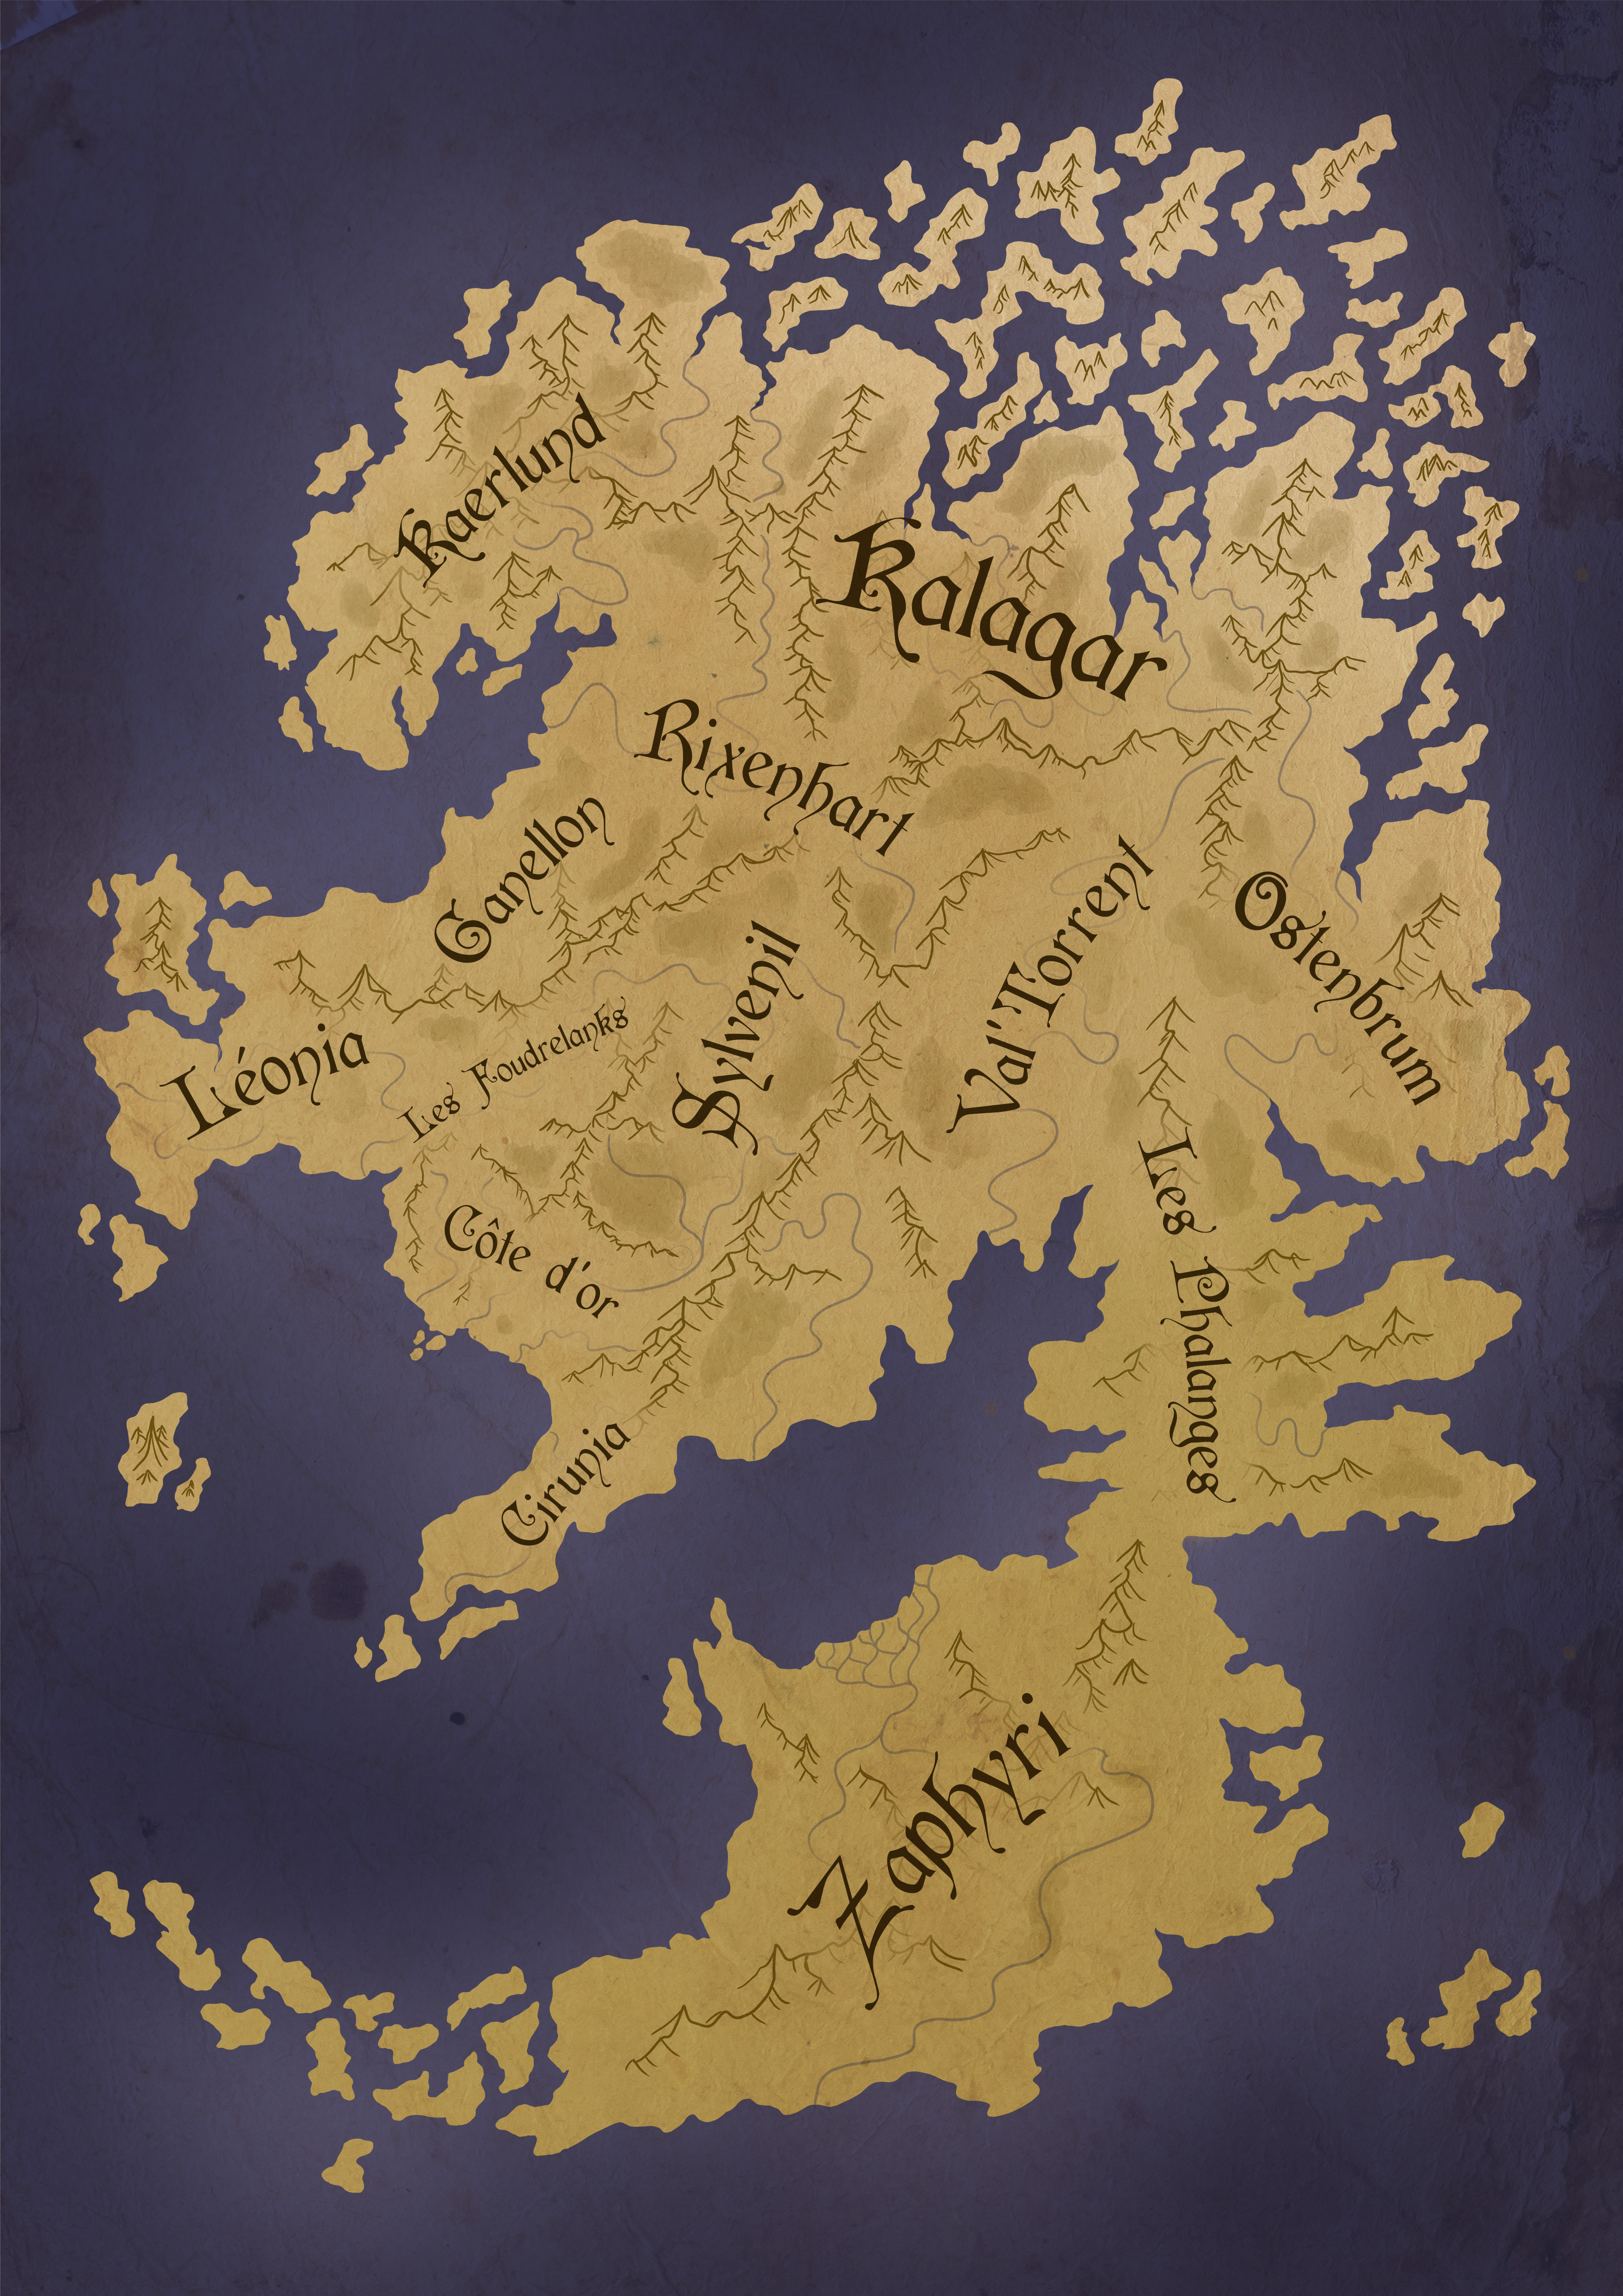 Kaerlund
Kalagar
Rixenhart
Ganellon
Ostenbrum
Val'Torrent
Sylvenil
Léonia
Les Foudrelanks
Côte d'or
Les Phalanges
Cirunia
Zaphyri